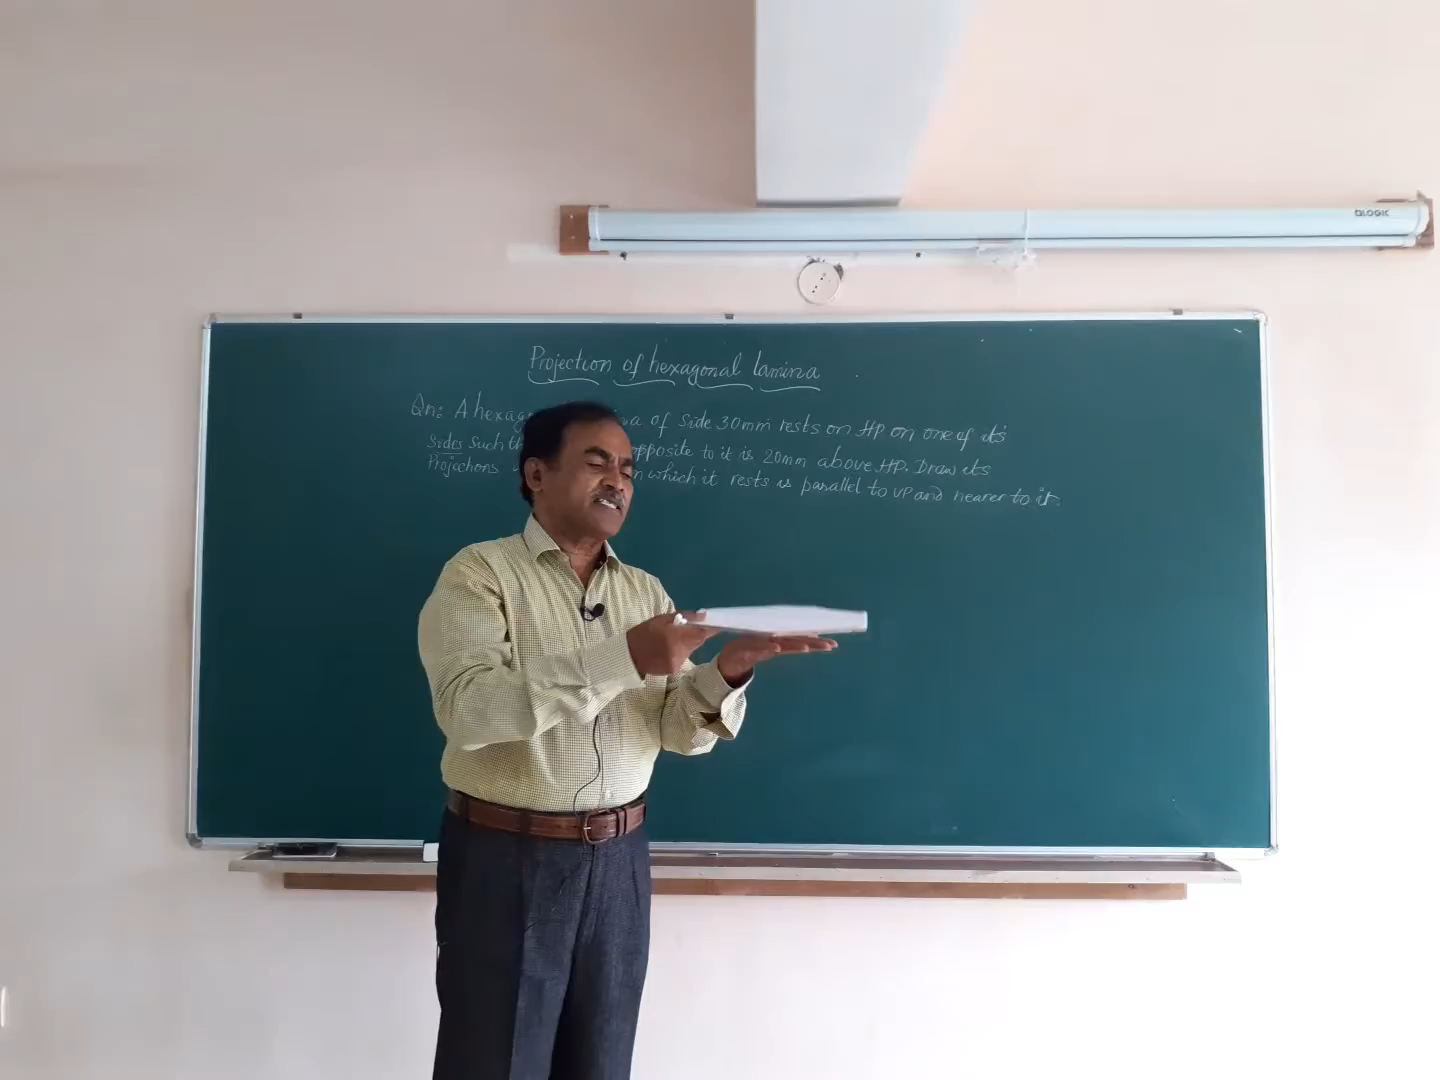 QLOGIC
Projection of hexagonal lamina
Qn: A hexag a of side 30mm rests on HP on one of its
sides such th opposite to it is 20mm above HP. Draw its
Projections which it rests is parallel to VP and nearer to it.